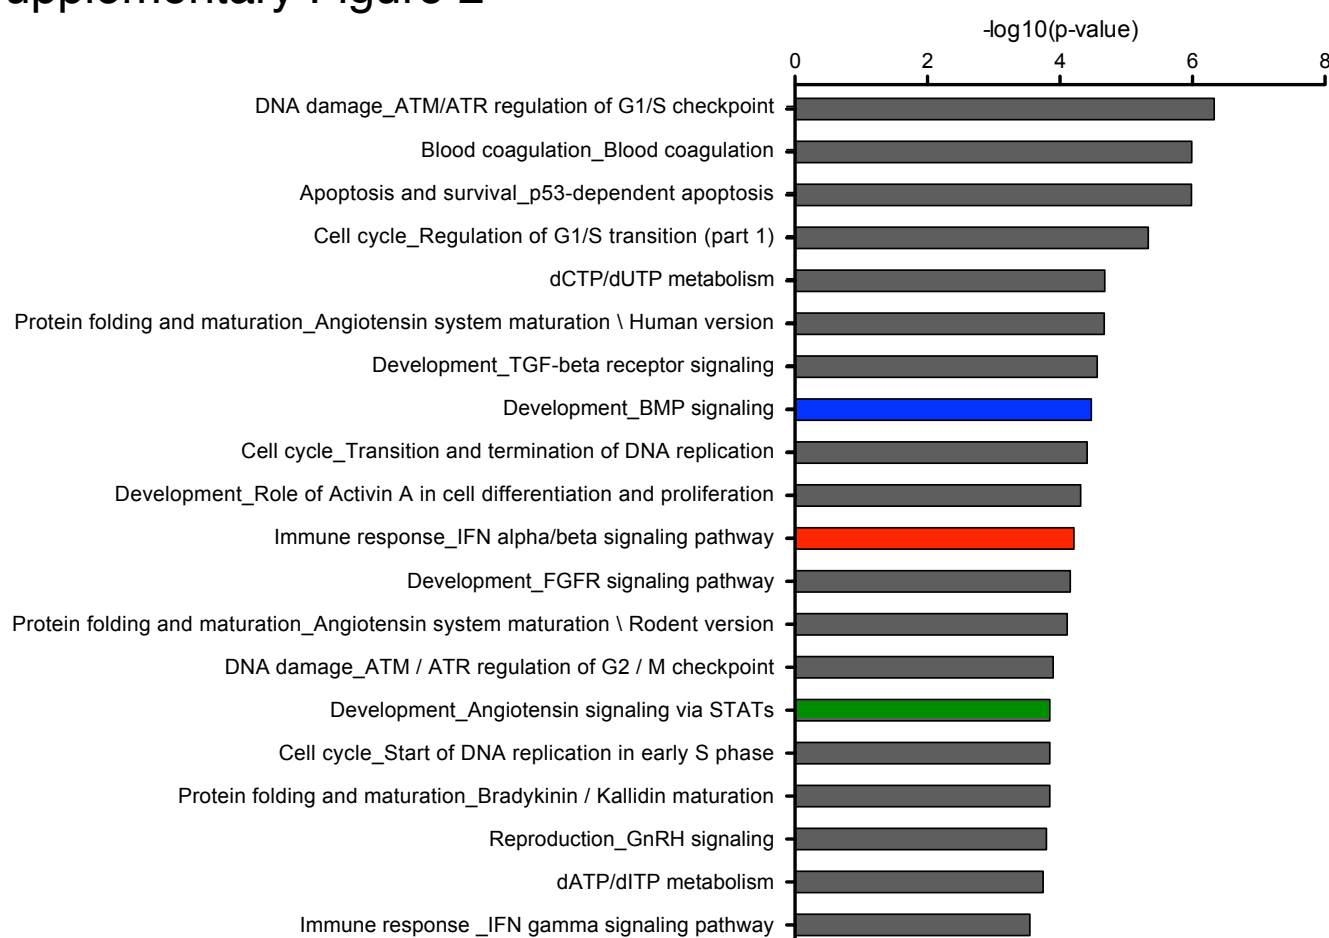 upplementary Figure 2
-log10(p-value)
0 2 4 6 8
DNA damage_ATM/ATR regulation of G1/S checkpoint
Blood coagulation_Blood coagulation
Apoptosis and survival_p53-dependent apoptosis
Cell cycle_Regulation of G1/S transition (part 1)
dCTP/dUTP metabolism
Protein folding and maturation_Angiotensin system maturation \ Human version
Development_TGF-beta receptor signaling
Development_BMP signaling
Cell cycle_Transition and termination of DNA replication
Development_Role of Activin A in cell differentiation and proliferation
Immune response_IFN alpha/beta signaling pathway
Development_FGFR signaling pathway
Protein folding and maturation_Angiotensin system maturation \ Rodent version
DNA damage_ATM / ATR regulation of G2 / M checkpoint
Development_Angiotensin signaling via STATs
Cell cycle_Start of DNA replication in early S phase
Protein folding and maturation_Bradykinin / Kallidin maturation
Reproduction_GnRH signaling
dATP/dITP metabolism
Immune response _IFN gamma signaling pathway